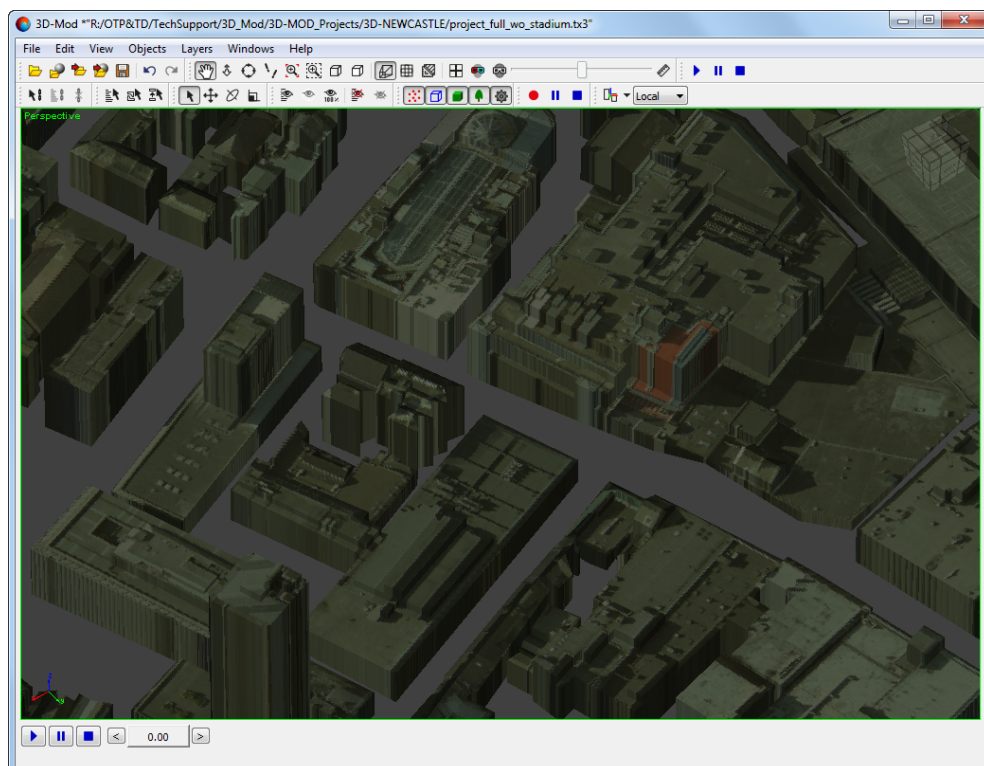 3D-Mod *"R:/OTP&TD/TechSupport/3D_Mod/3D-MOD_Projects/3D-NEWCASTLE/project_full_wo_stadium.tx3"
File Edit View Objects Layers Windows Help
100%
Local
Perspective
z
y
< 0.00 >